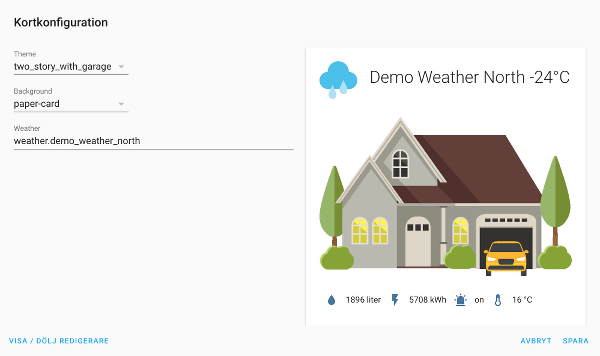 Kortkonfiguration
Theme
two_story_with_garage
Background
paper-card
Weather
weather.demo_weather_north
Demo Weather North -24°C
1896 liter 5708 kWh on 16 °C
VISA / DÖLJ REDIGERARE AVBRYT SPARA